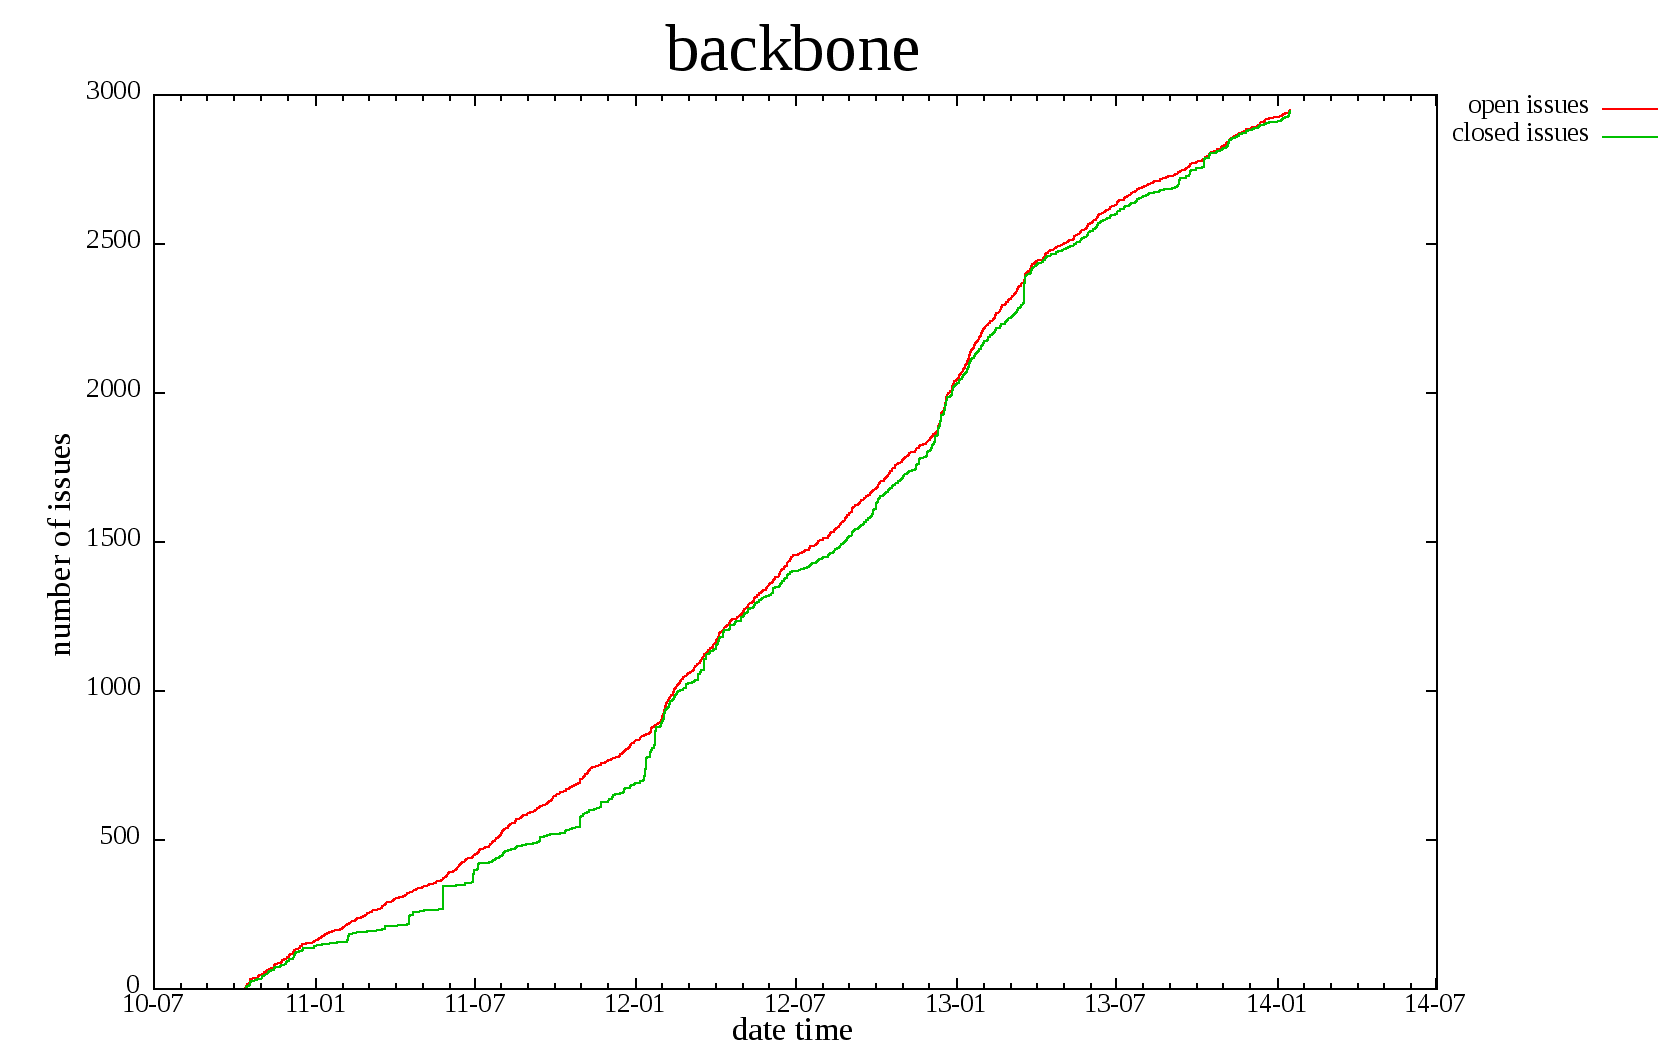 backbone
open issues
closed issues
number of issues
3000
2500
2000
1500
1000
500
0
10-07 11-01 11-07 12-01 12-07 13-01 13-07 14-01 14-07
date time